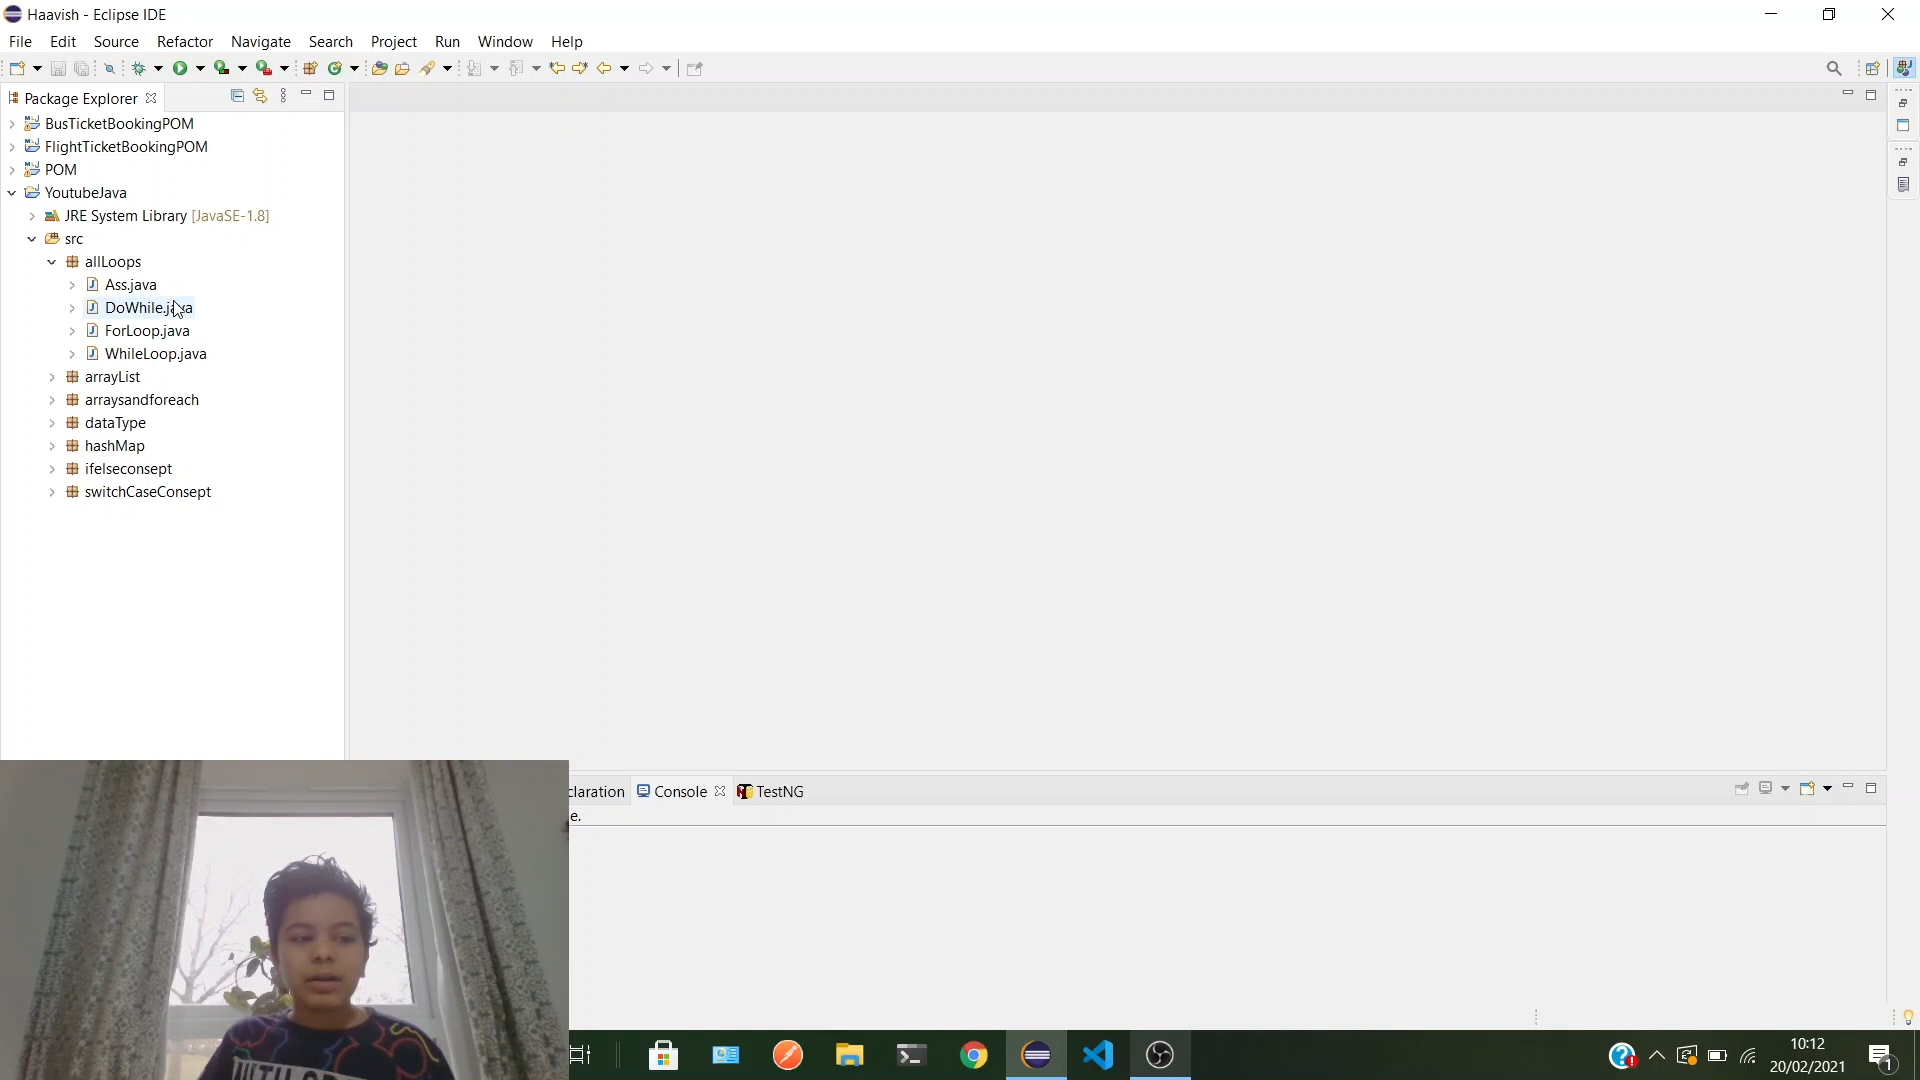 Haavish - Eclipse IDE
File Edit Source Refactor Navigate Search Project Run Window Help
Package Explorer
BusTicketBookingPOM
FlightTicketBookingPOM
POM
YoutubeJava
JRE System Library [JavaSE-1.8]
src
allLoops
Ass.java
DoWhile.java
ForLoop.java
WhileLoop.java
arrayList
arraysandforeach
dataType
hashMap
ifelseconsept
switchCaseConsept
claration Console TestNG
e.
10:12
20/02/2021
1